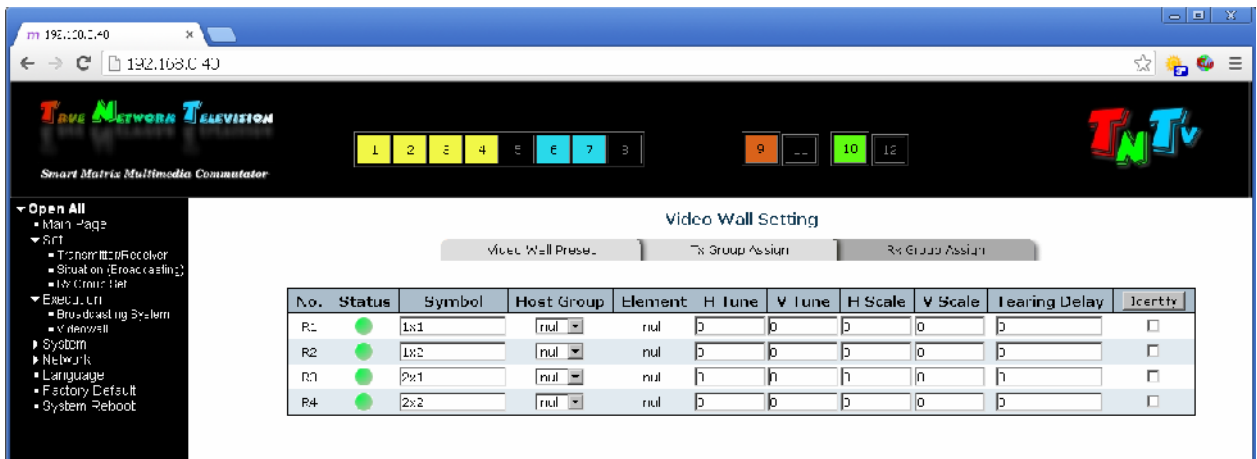 192.168.0.40
True Network Television
Smart Matrix Multimedia Commutator
1 2 3 4 5 6 7 8 9 11 10 12
TNTv
Open All
Main Page
Set
Transmitter/Receiver
Situation (Broadcasting)
Rx Group Set
Execution
Broadcasting System
Videowall
System
Network
Language
Factory Default
System Reboot
Video Wall Setting
Video Wall Preset Tx Group Assign Rx Group Assign
No. Status Symbol Host Group Element H Tune V Tune H Scale V Scale Tearing Delay Identify
R1 1x1 nul nul 0 0 0 0 0
R2 1x2 nul nul 0 0 0 0 0
R3 2x1 nul nul 0 0 0 0 0
R4 2x2 nul nul 0 0 0 0 0